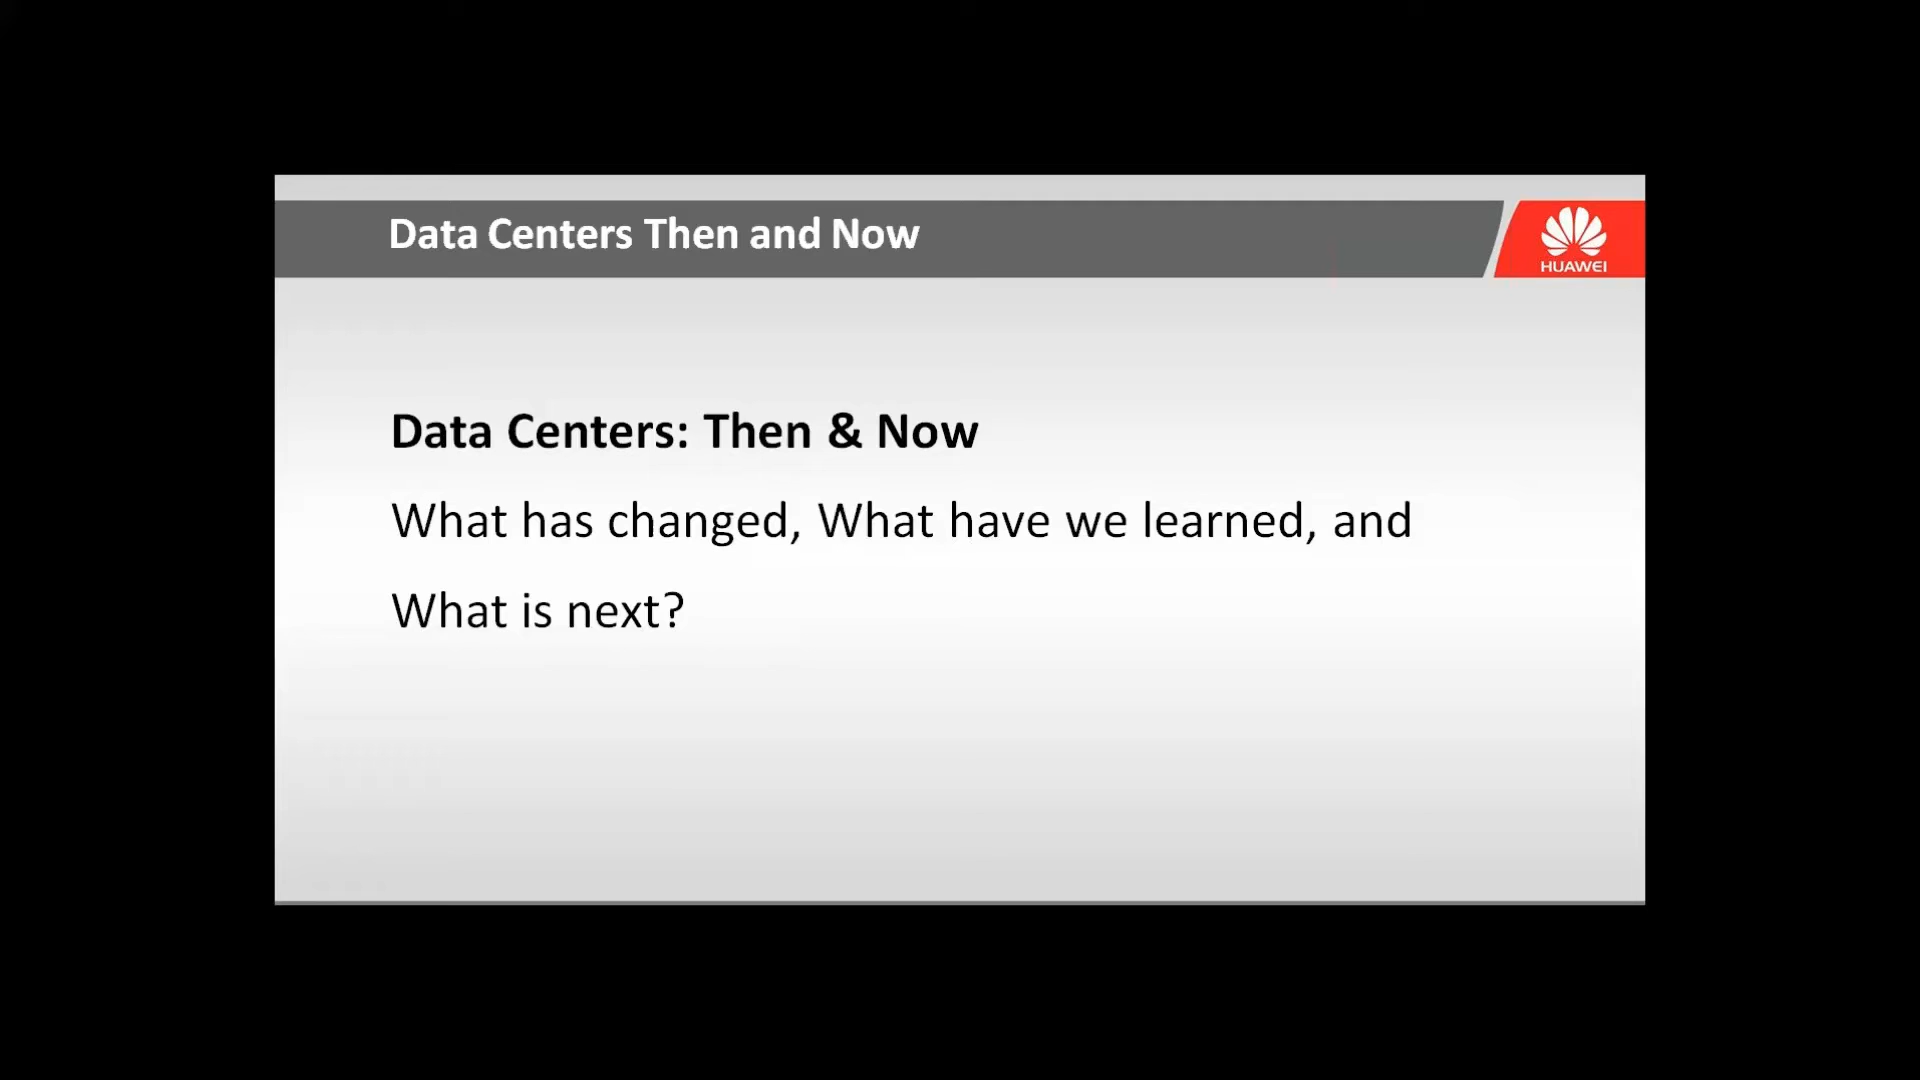 Data Centers Then and Now
HUAWEI
Data Centers: Then & Now
What has changed, What have we learned, and
What is next?